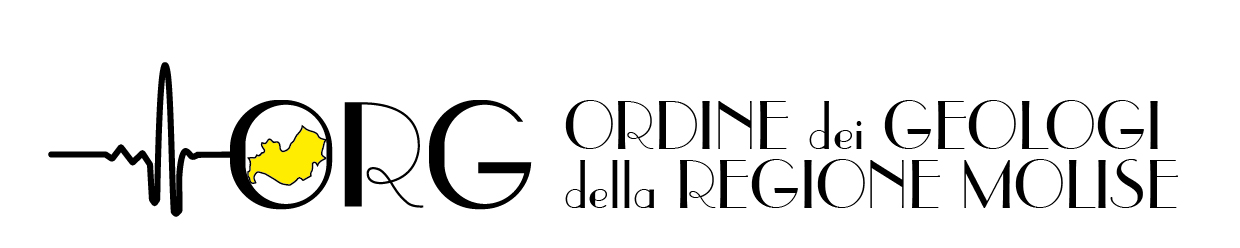 ORG
ORDINE dei GEOLOGI
della REGIONE MOLISE